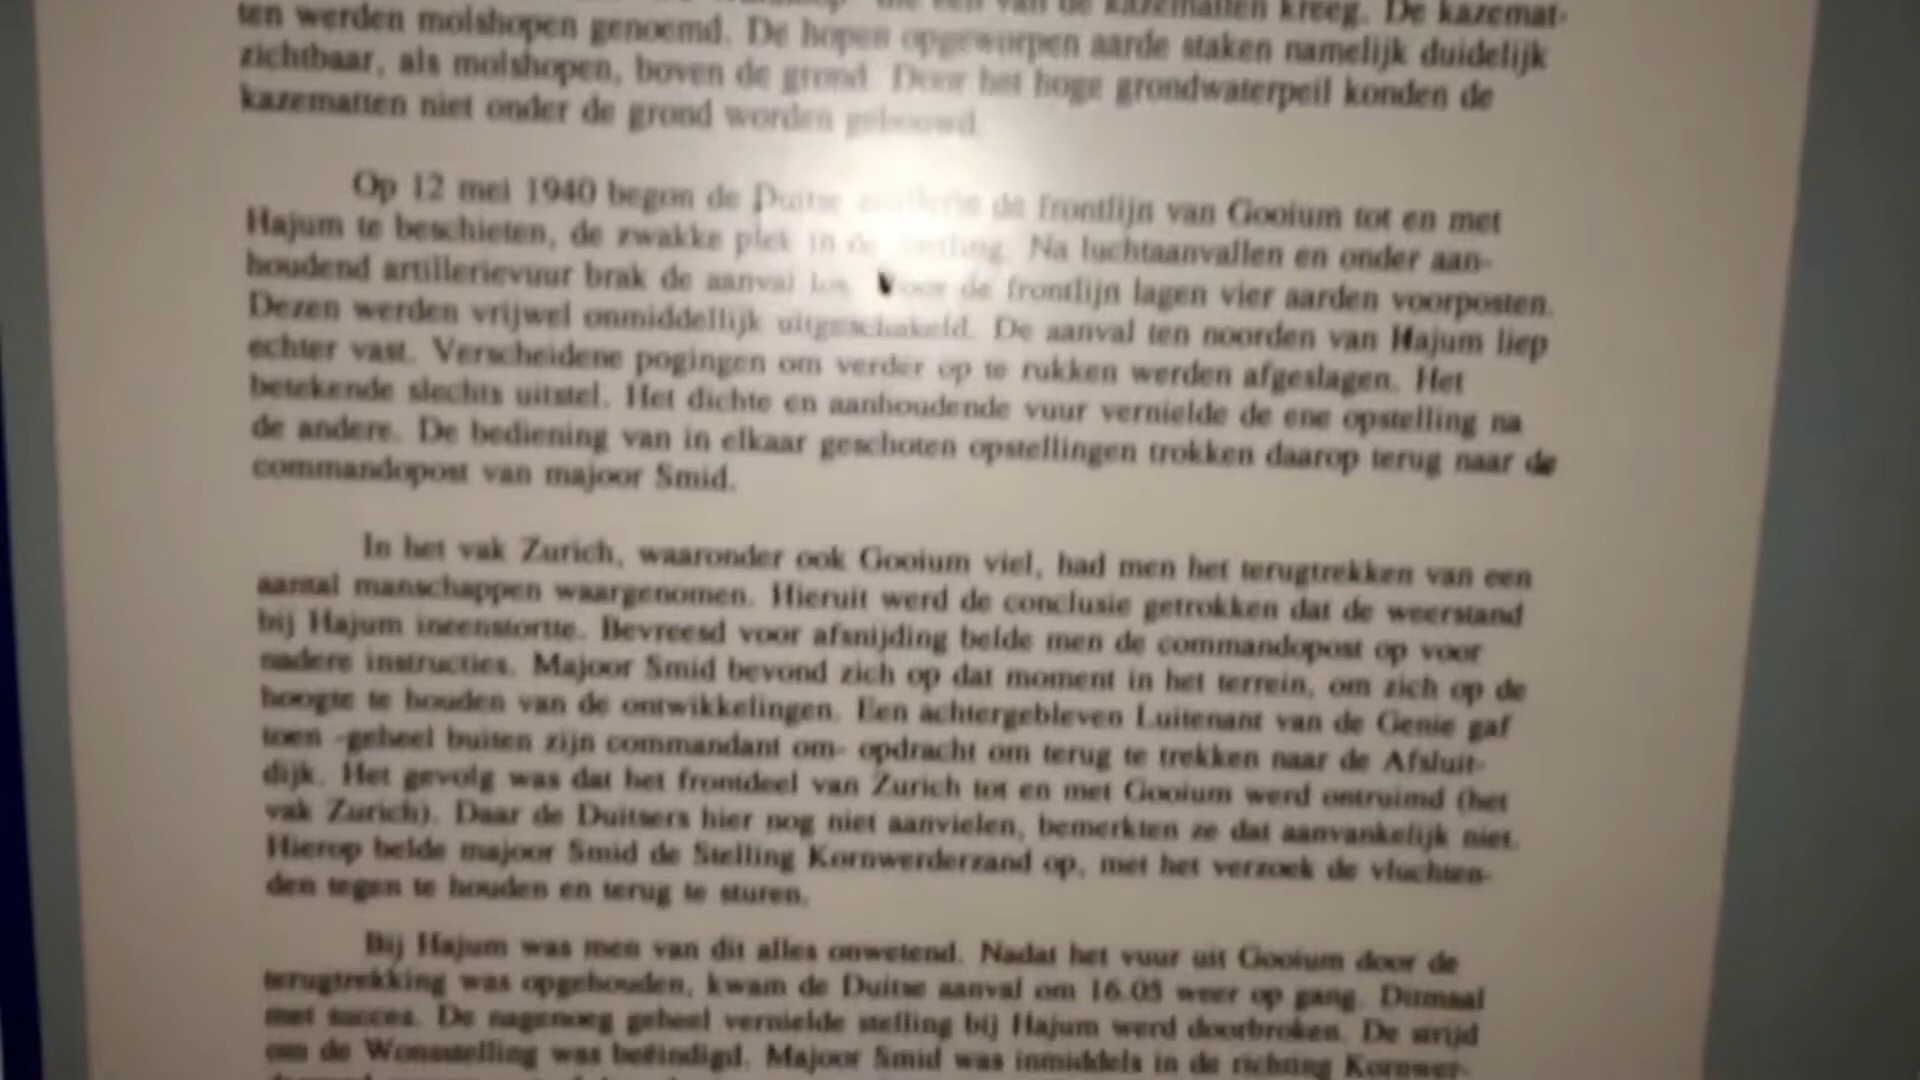 een van de kazematten kreeg. De kazemat-
ten werden molshopen genoemd. De hopen opgeworpen aarde staken namelijk duidelijk
zichtbaar, als molshopen, boven de grond. Door het hoge grondwaterpeil konden de
kazematten niet onder de grond worden gebouwd.
Op 12 mei 1940 begon de Duitse artillerie de frontlijn van Gooium tot en met
Hajum te beschieten, de zwakke plek in de stelling. Na luchtaanvallen en onder aan-
houdend artillerievuur brak de aanval los. Voor de frontlijn lagen vier aarden voorposten.
Dezen werden vrijwel onmiddellijk uitgeschakeld. De aanval ten noorden van Hajum liep
echter vast. Verscheidene pogingen om verder op te rukken werden afgeslagen. Het
betekende slechts uitstel. Het dichte en aanhoudende vuur vernielde de ene opstelling na
de andere. De bediening van in elkaar geschoten opstellingen trokken daarop terug naar de
commandopost van majoor Smid.
In het vak Zurich, waaronder ook Gooium viel, had men het terugtrekken van een
aantal manschappen waargenomen. Hieruit werd de conclusie getrokken dat de weerstand
bij Hajum ineenstortte. Bevreesd voor afsnijding belde men de commandopost op voor
nadere instructies. Majoor Smid bevond zich op dat moment in het terrein, om zich op de
hoogte te houden van de ontwikkelingen. Een achtergebleven Luitenant van de Genie gaf
toen -geheel buiten zijn commandant om- opdracht om terug te trekken naar de Afsluit-
dijk. Het gevolg was dat het frontdeel van Zurich tot en met Gooium werd ontruimd (het
vak Zurich). Daar de Duitsers hier nog niet aanvielen, bemerkten ze dat aanvankelijk niet.
Hierop belde majoor Smid de Stelling Kornwerderzand op, met het verzoek de vluchten-
den tegen te houden en terug te sturen.
Bij Hajum was men van dit alles onwetend. Nadat het vuur uit Gooium door de
terugtrekking was opgehouden, kwam de Duitse aanval om 16.05 weer op gang. Ditmaal
met succes. De nagenoeg geheel vernielde stelling bij Hajum werd doorbroken. De strijd
om de Wonsstelling was beëindigd. Majoor Smid was inmiddels in de richting Kornwer-